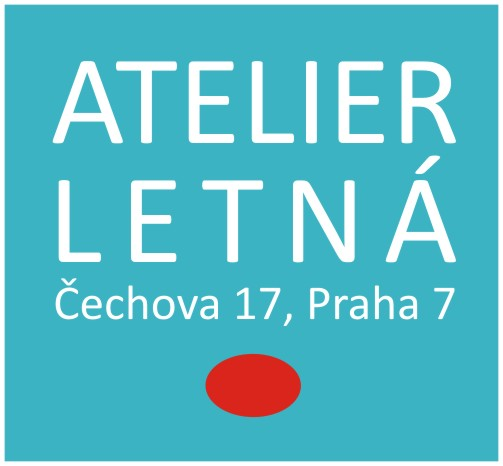 ATELIER
LETNÁ
Čechova 17, Praha 7